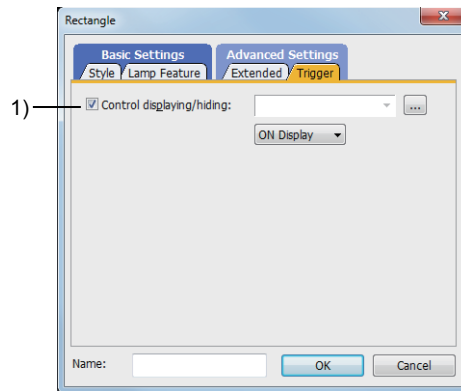 Rectangle
x
Basic Settings Advanced Settings
Style Lamp Feature Extended Trigger
1) Control displaying/hiding: ...
ON Display
Name: OK Cancel